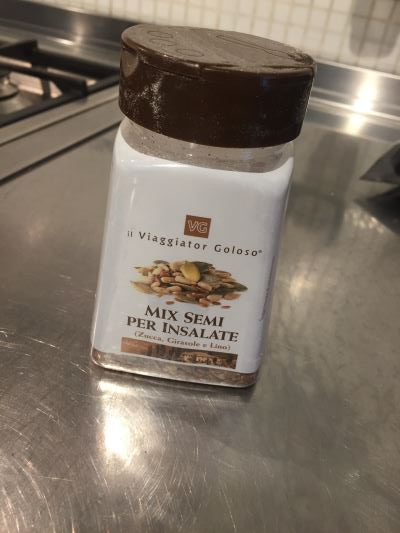 VG
il Viaggiator Goloso®
MIX SEMI
PER INSALATE
(Zucca, Girasole e Lino)